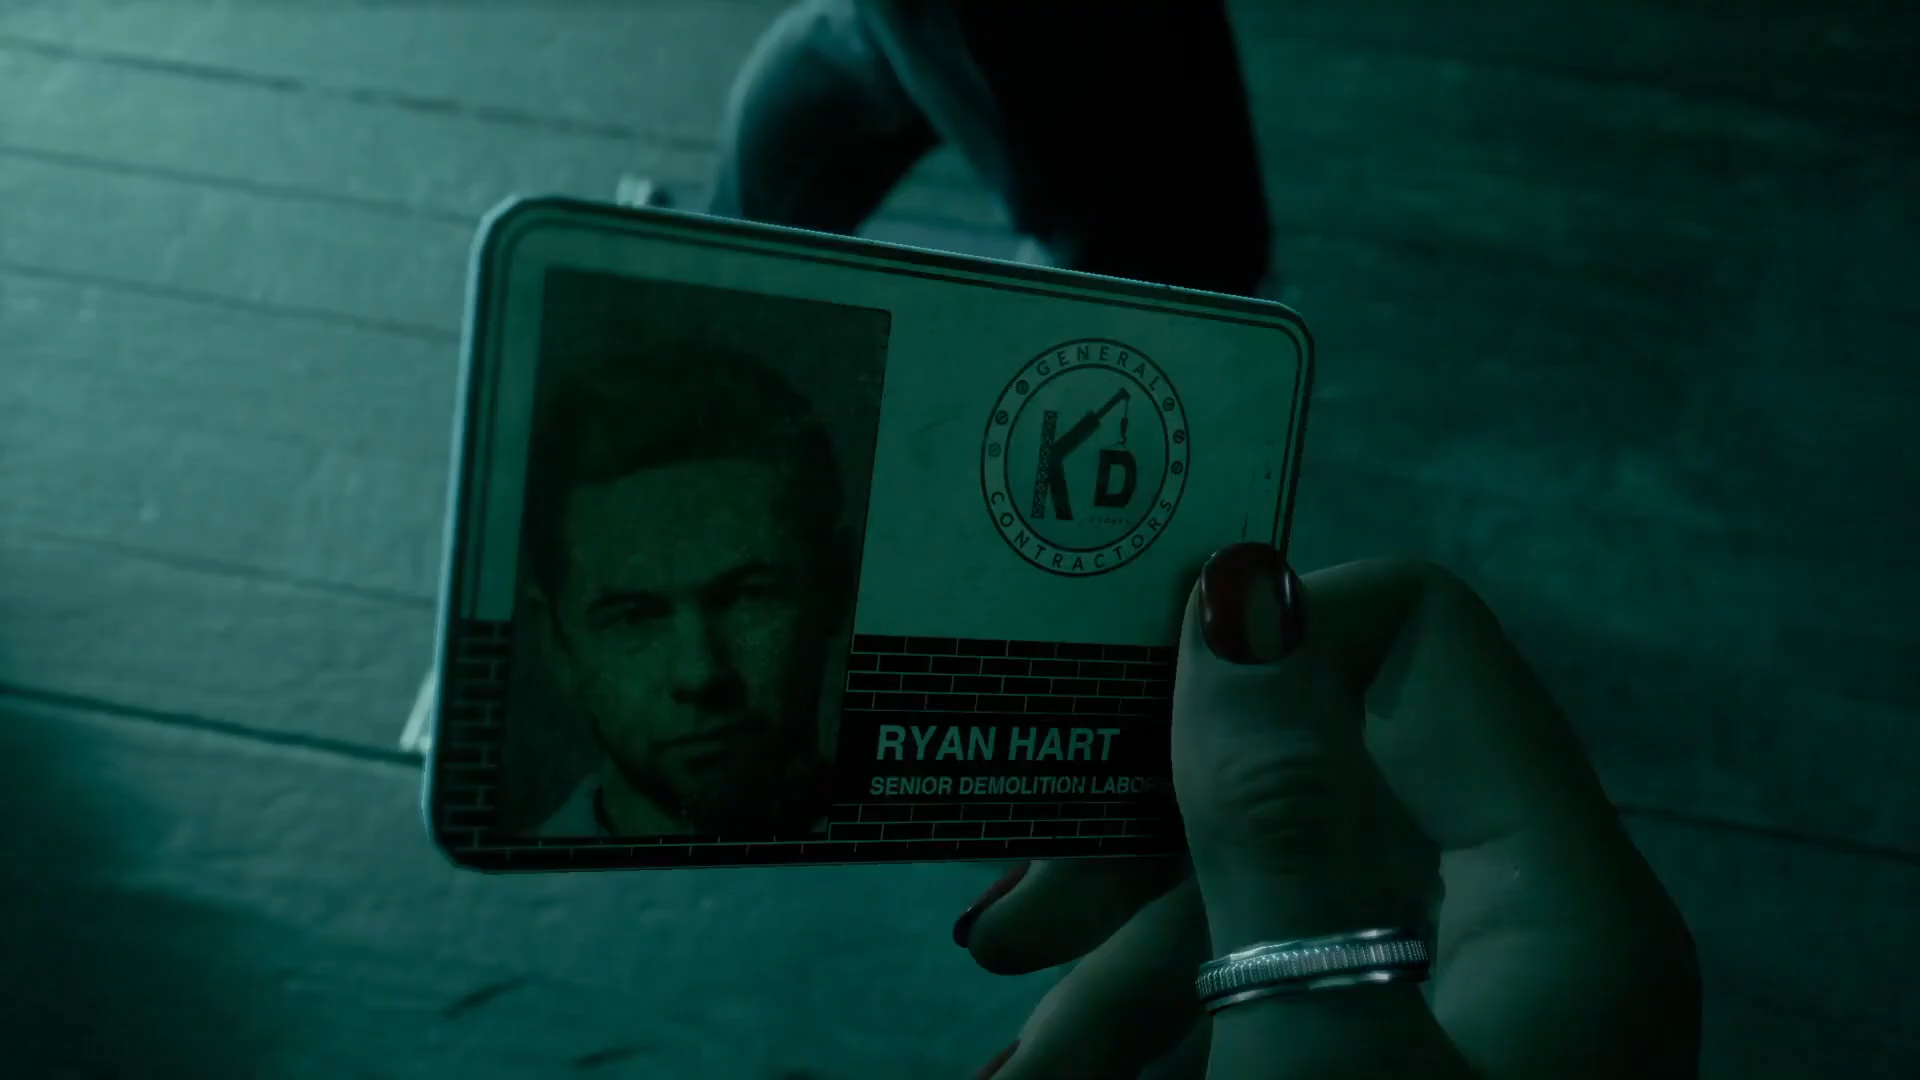 GENERAL
KD
CONTRACTORS
RYAN HART
SENIOR DEMOLITION